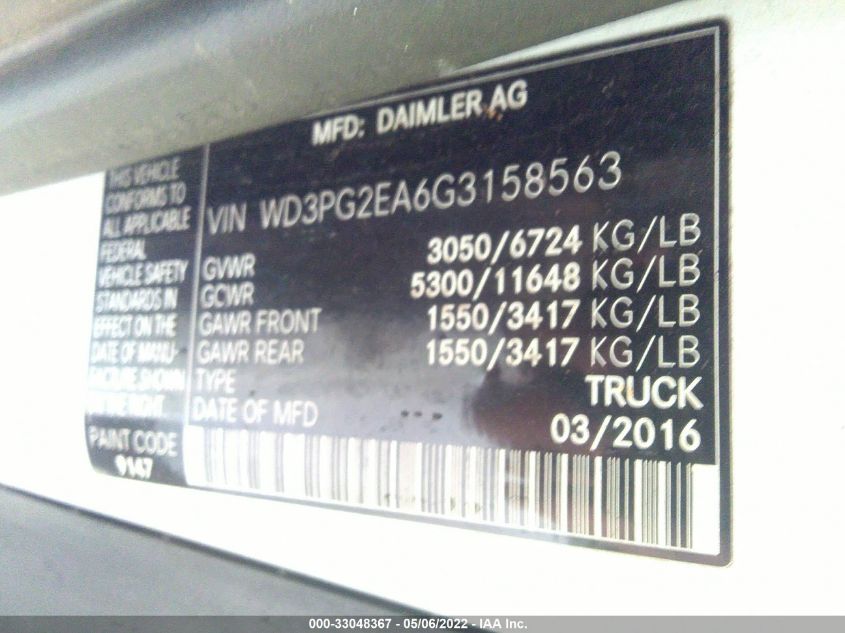 MFD: DAIMLER AG
THIS VEHICLE
CONFORMS TO
ALL APPLICABLE
FEDERAL
VEHICLE SAFETY
STANDARDS IN
EFFECT ON THE
DATE OF MANU-
FACTURE SHOWN
IN THE RIGHT.
PAINT CODE
9147
VIN WD3PG2EA6G3158563
GVWR 3050/6724 KG/LB
GCWR 5300/11648 KG/LB
GAWR FRONT 1550/3417 KG/LB
GAWR REAR 1550/3417 KG/LB
TYPE TRUCK
DATE OF MFD --- 03/2016
000-33048367 - 05/06/2022 - IAA Inc.